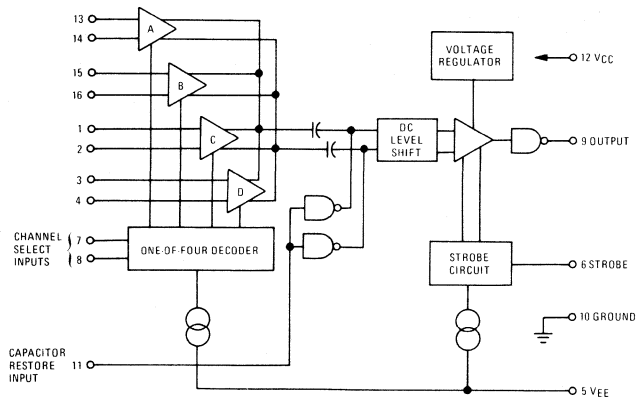 13
14
A
15
16
B
1
2
C
3
4
D
CHANNEL
SELECT
INPUTS
7
8
ONE-OF-FOUR DECODER
CAPACITOR
RESTORE
INPUT
11
DC
LEVEL
SHIFT
VOLTAGE
REGULATOR
12 VCC
9 OUTPUT
STROBE
CIRCUIT
6 STROBE
10 GROUND
5 VEE